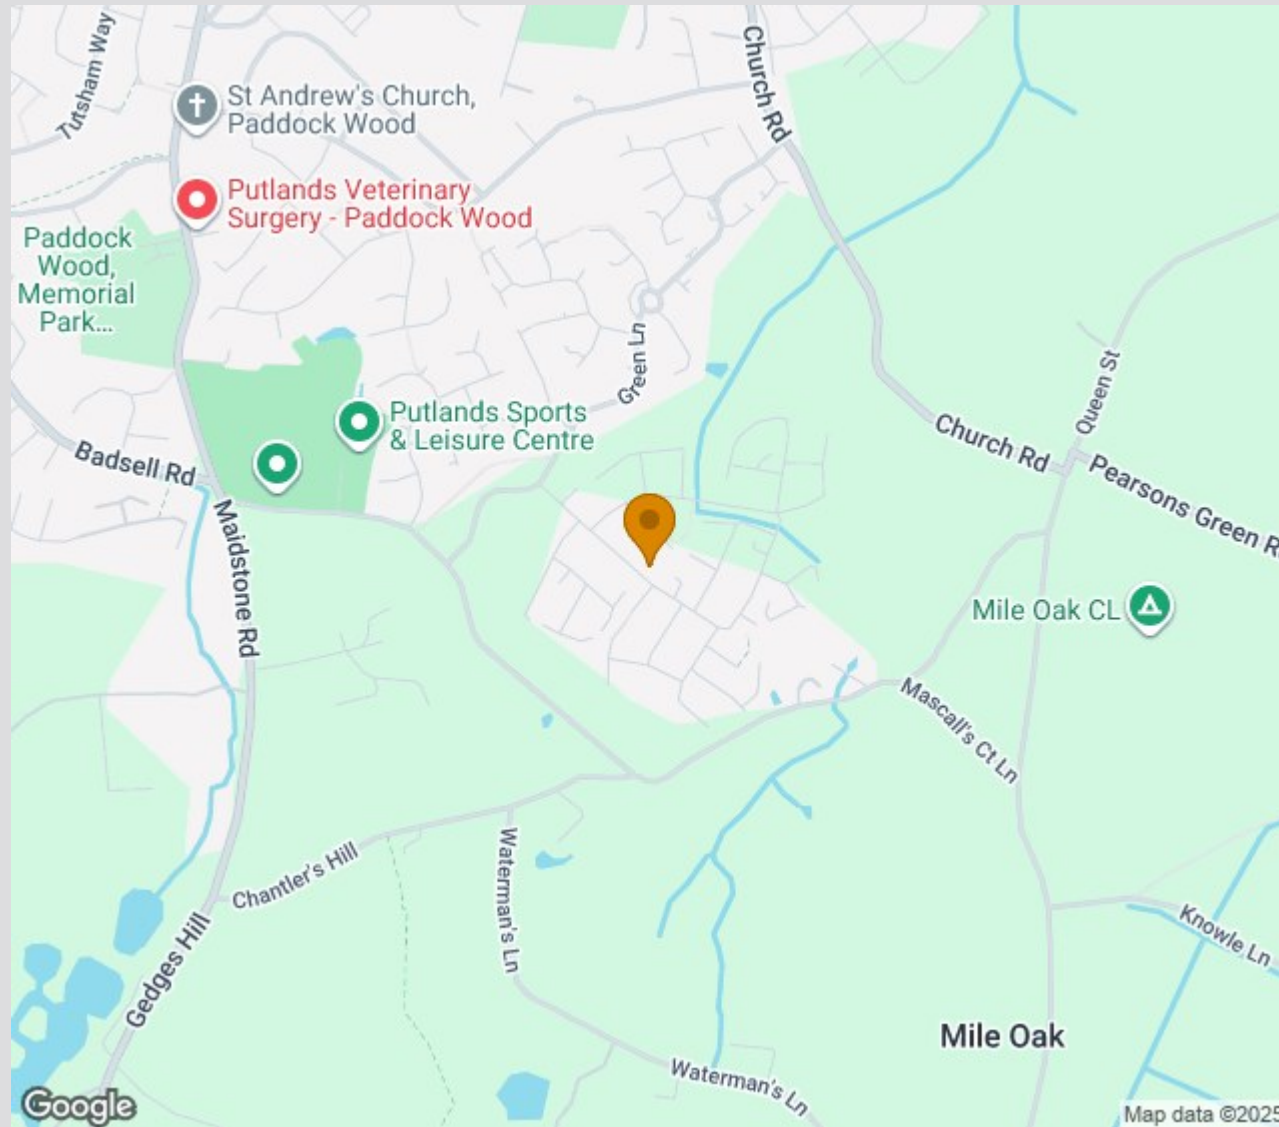 Tutsham Way
St Andrew's Church,
Paddock Wood
Church Rd
Putlands Veterinary
Surgery - Paddock Wood
Paddock
Wood,
Memorial
Park...
Green Ln
Queen St
Putlands Sports
& Leisure Centre
Badsell Rd
Church Rd
Pearsons Green R
Maidstone Rd
Mile Oak CL
Mascall's Ct Ln
Chantler's Hill
Waterman's Ln
Knowle Ln
Gedges Hill
Mile Oak
Waterman's Ln
Google
Map data ©2025